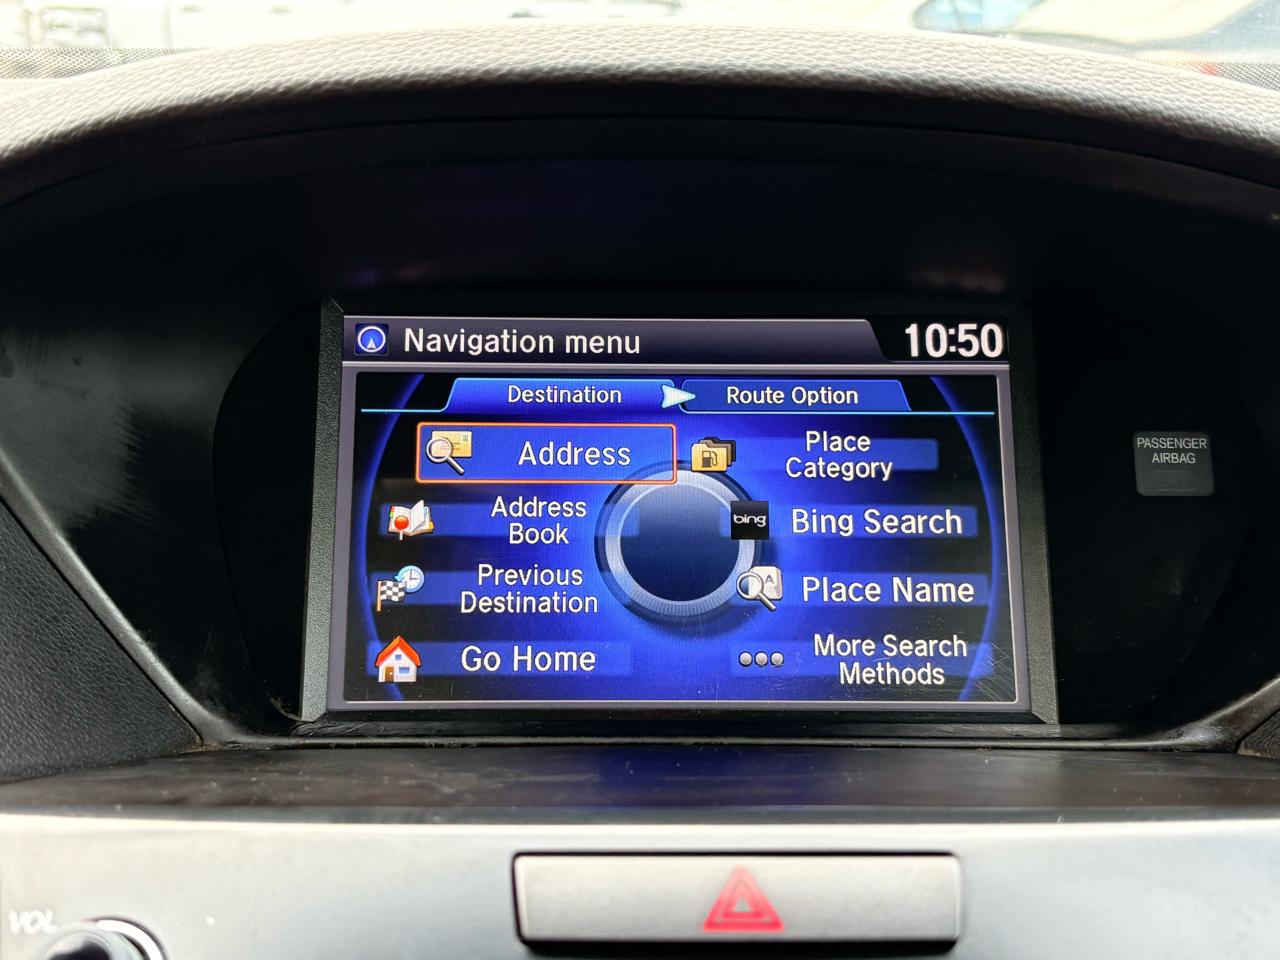 Navigation menu
10:50
Destination
Route Option
Address
Place
Category
Address
Book
bing
Bing Search
Previous
Destination
A
Place Name
Go Home
More Search
Methods
PASSENGER
AIRBAG
VOL